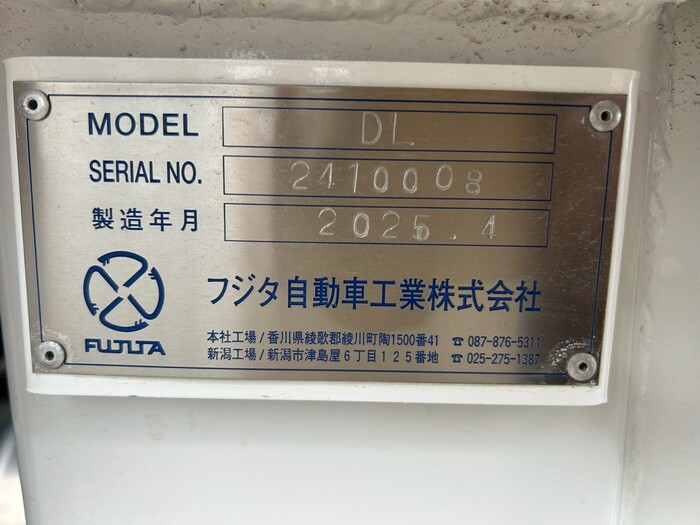 MODEL DL
SERIAL NO. 2410008
製造年月 2025.4
フジタ自動車工業株式会社
FUJITA
本社工場/香川県綾歌郡綾川町陶1500番41 ☎087-876-5311
新潟工場/新潟市津島屋6丁目125番地 ☎025-275-1387